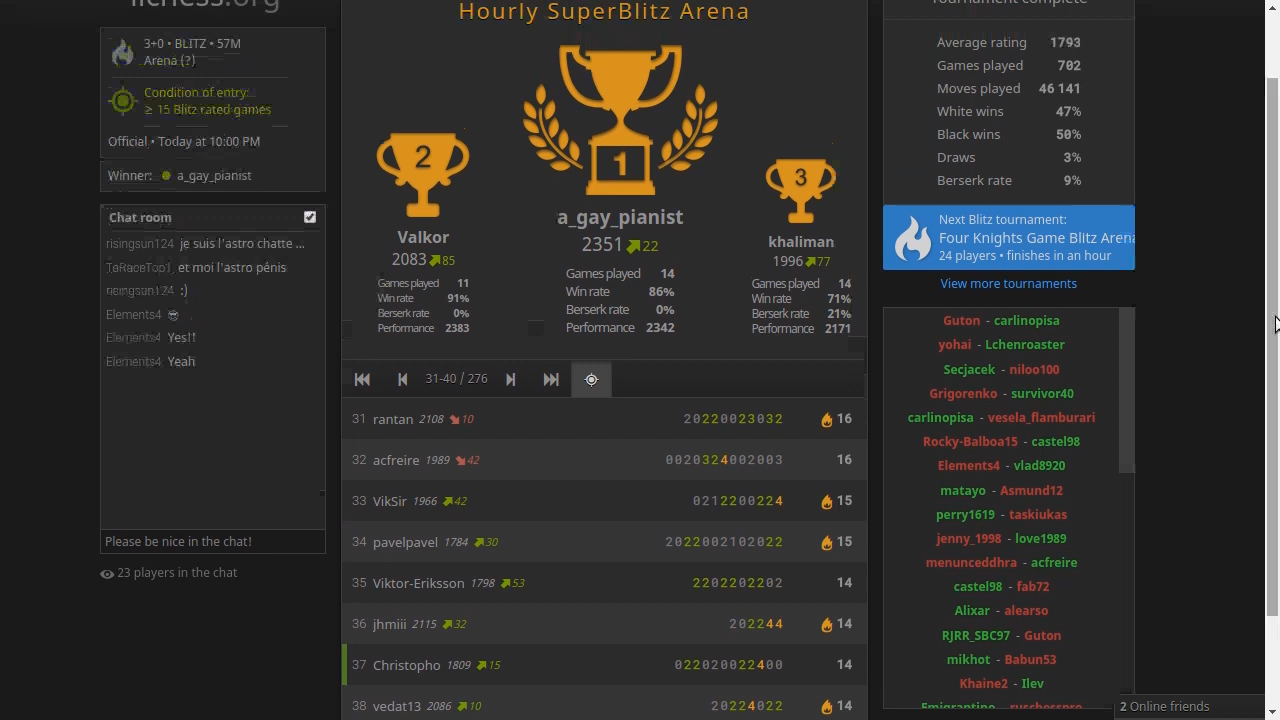 lichess.org
3+0 • BLITZ • 57M
Arena (?)
Condition of entry:
≥ 15 Blitz rated games
Official • Today at 10:00 PM
Winner: a_gay_pianist
Chat room
risingsun124 je suis l'astro chatte ...
TaRaceTop1 et moi l'astro pénis
risingsun124 :)
Elements4 😎
Elements4 Yes!!
Elements4 Yeah
Please be nice in the chat!
23 players in the chat
Hourly SuperBlitz Arena
2
Valkor
2083 85
Games played 11
Win rate 91%
Berserk rate 0%
Performance 2383
1
a_gay_pianist
2351 22
Games played 14
Win rate 86%
Berserk rate 0%
Performance 2342
3
khaliman
1996 77
Games played 14
Win rate 71%
Berserk rate 21%
Performance 2171
31-40 / 276
31 rantan 2108 10 20220023032 16
32 acfreire 1989 42 0020324002003 16
33 VikSir 1966 42 0212200224 15
34 pavelpavel 1784 30 2022002102022 15
35 Viktor-Eriksson 1798 53 2202202202 14
36 jhmiii 2115 32 202244 14
37 Christopho 1809 15 022020022400 14
38 vedat13 2086 10 20224022 14
Tournament complete
Average rating 1793
Games played 702
Moves played 46 141
White wins 47%
Black wins 50%
Draws 3%
Berserk rate 9%
Next Blitz tournament:
Four Knights Game Blitz Arena
24 players • finishes in an hour
View more tournaments
Guton - carlinopisa
yohai - Lchenroaster
Secjacek - niloo100
Grigorenko - survivor40
carlinopisa - vesela_flamburari
Rocky-Balboa15 - castel98
Elements4 - vlad8920
matayo - Asmund12
perry1619 - taskiukas
jenny_1998 - love1989
menunceddhra - acfreire
castel98 - fab72
Alixar - alearso
RJRR_SBC97 - Guton
mikhot - Babun53
Khaine2 - Ilev
Emigrantino - ruschesspro
2 Online friends